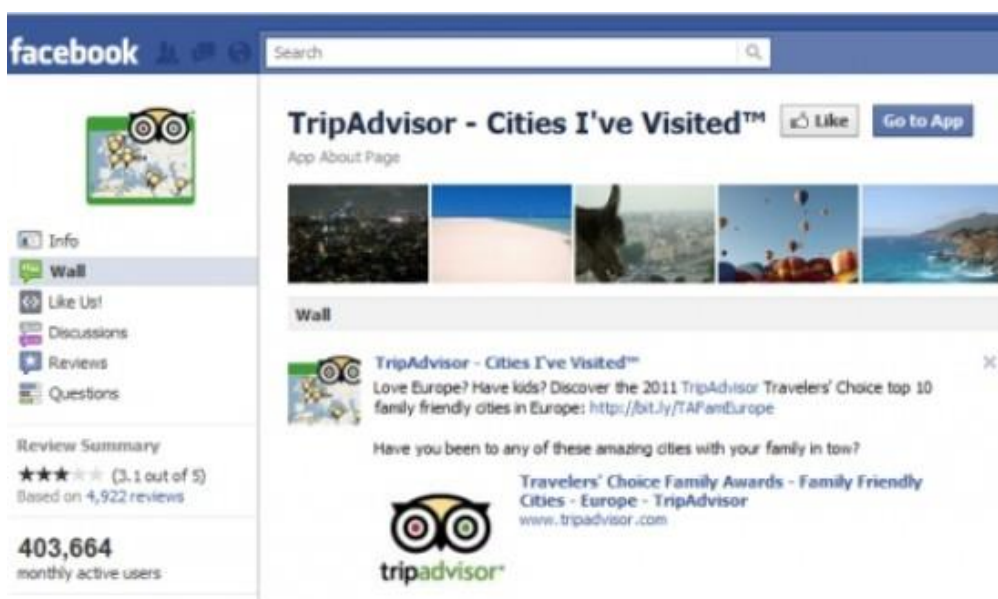 facebook
Search
TripAdvisor - Cities I've Visited™
Like
Go to App
App About Page
Info
Wall
Like Us!
Discussions
Reviews
Questions
Review Summary
(3.1 out of 5)
Based on 4,922 reviews
403,664
monthly active users
Wall
TripAdvisor - Cities I've Visited™
Love Europe? Have kids? Discover the 2011 TripAdvisor Travelers' Choice top 10
family friendly cities in Europe: http://bit.ly/TAFamEurope
Have you been to any of these amazing cities with your family in tow?
Travelers' Choice Family Awards - Family Friendly
Cities - Europe - TripAdvisor
www.tripadvisor.com
tripadvisor